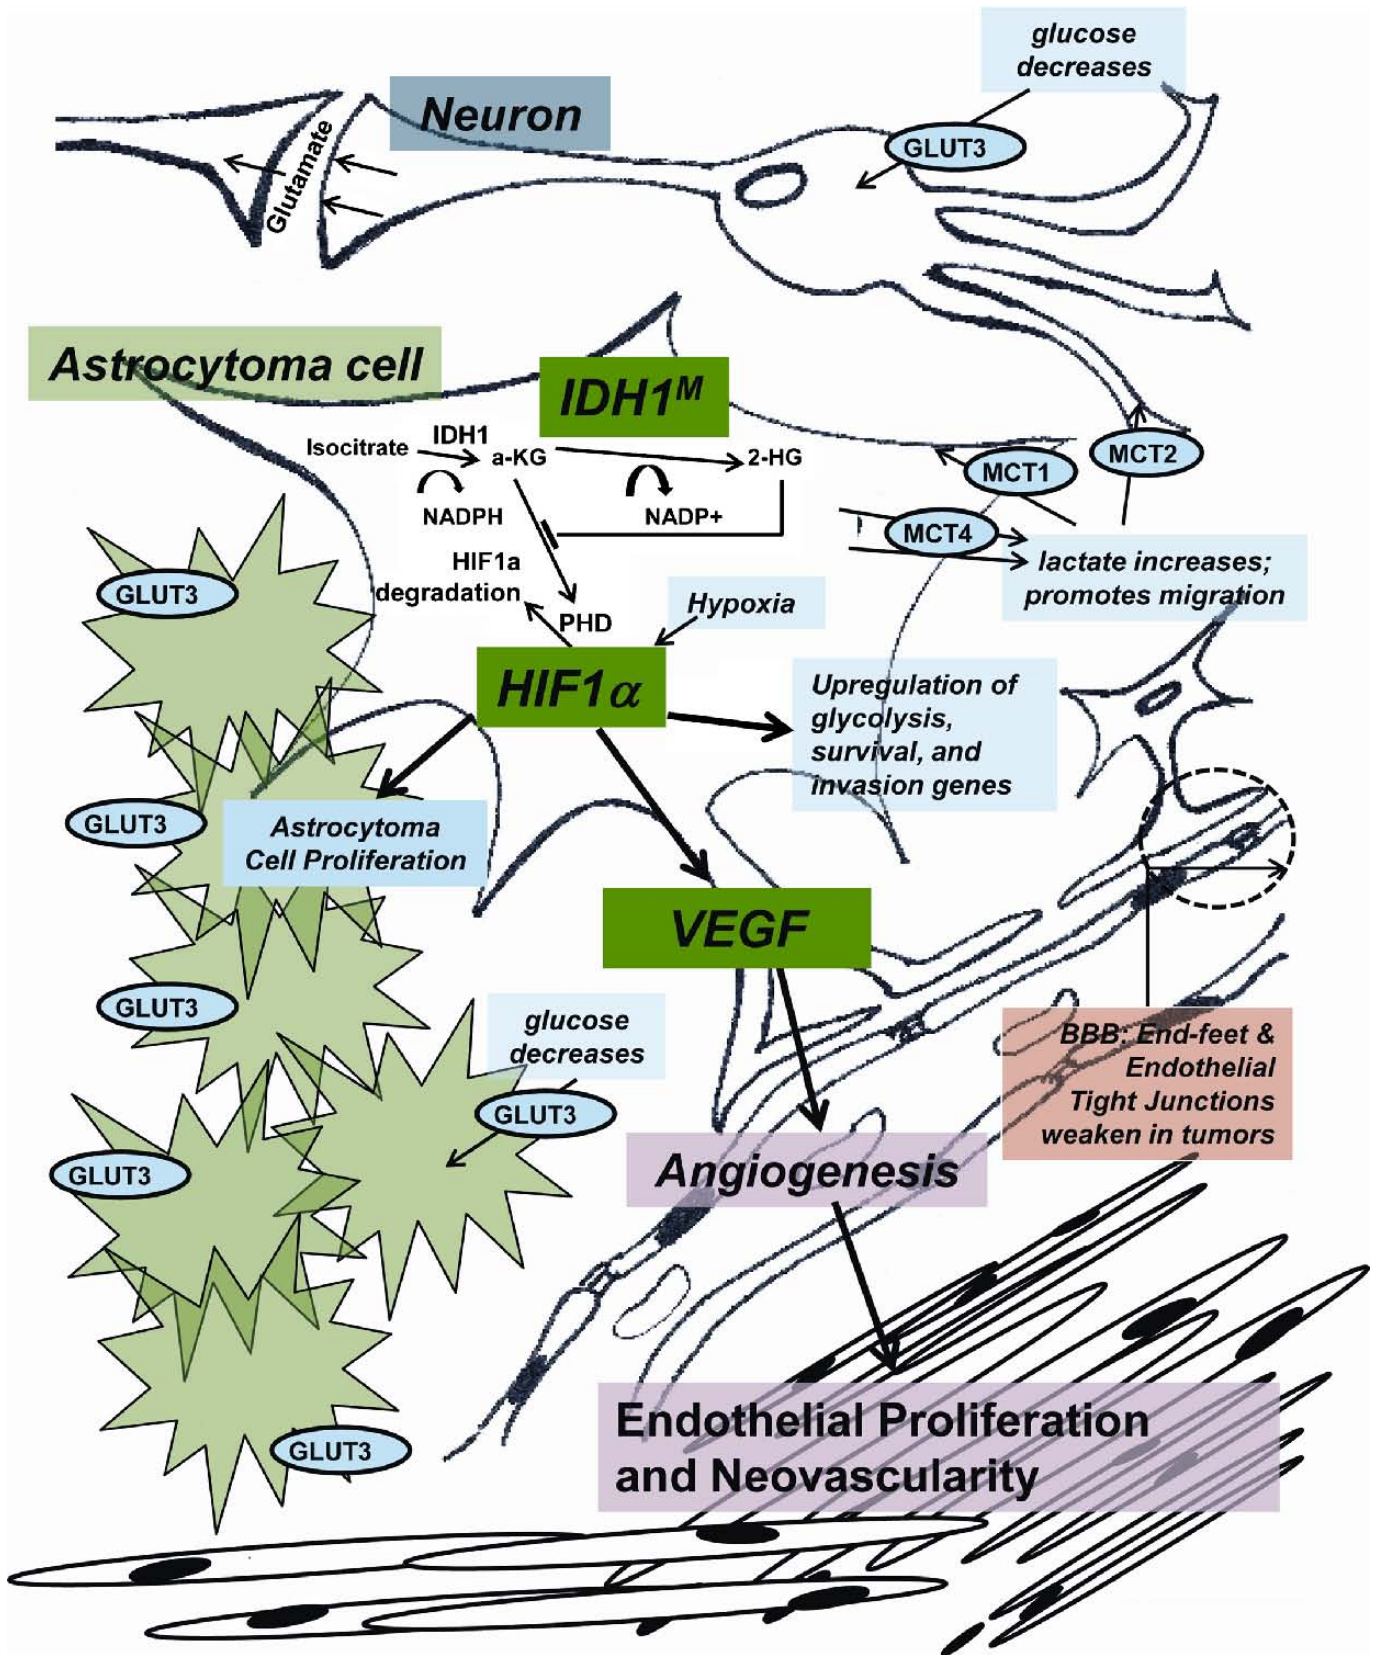 glucose
decreases
Neuron
GLUT3
Glutamate
Astrocytoma cell
IDH1ᴹ
Isocitrate
IDH1
a-KG
2-HG
NADPH
NADP+
MCT1
MCT2
MCT4
HIF1a
degradation
PHD
Hypoxia
lactate increases;
promotes migration
GLUT3
HIF1α
Upregulation of
glycolysis,
survival, and
invasion genes
GLUT3
Astrocytoma
Cell Proliferation
VEGF
GLUT3
glucose
decreases
GLUT3
BBB: End-feet &
Endothelial
Tight Junctions
weaken in tumors
GLUT3
Angiogenesis
Endothelial Proliferation
and Neovascularity
GLUT3